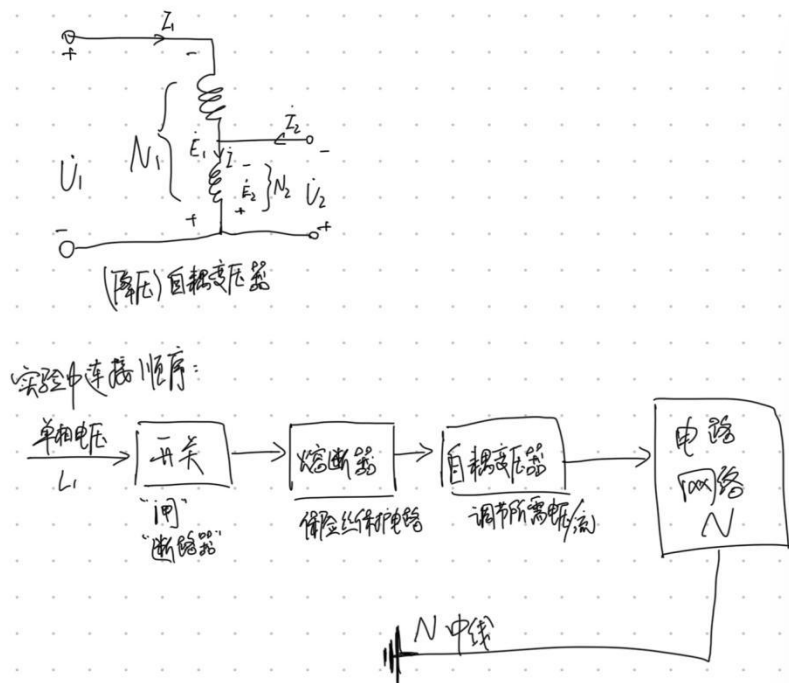 İ₁
+
-
N₁
U̇₁
Ė₁
İ
İ₂
-
-
Ė₂
N₂
U̇₂
+
+
+
-
(降压)自耦变压器
实验中连接顺序:
单相电压
L₁
开关
熔断器
自耦变压器
电路
网络
N
"闸"
"断路器"
保险丝保护电路
调节所需电压/流
N 中线